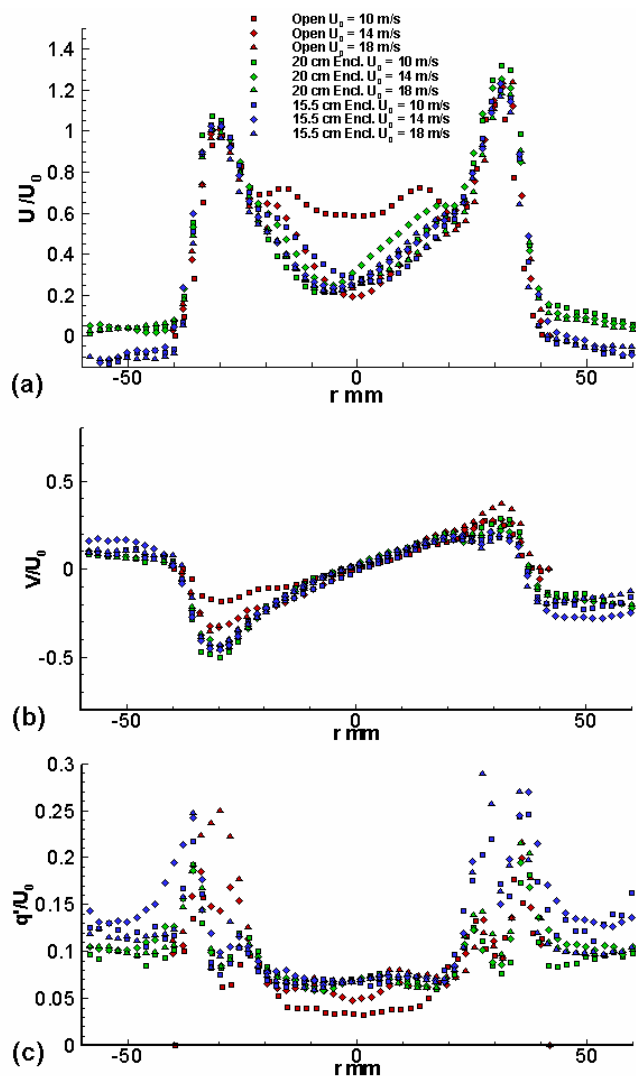 Open U₀ = 10 m/s
Open U₀ = 14 m/s
Open U₀ = 18 m/s
20 cm Encl. U₀ = 10 m/s
20 cm Encl. U₀ = 14 m/s
20 cm Encl. U₀ = 18 m/s
15.5 cm Encl. U₀ = 10 m/s
15.5 cm Encl. U₀ = 14 m/s
15.5 cm Encl. U₀ = 18 m/s
1.4
1.2
1
0.8
0.6
0.4
0.2
0
U/U₀
-50 0 50
(a) r mm
0.5
0
-0.5
V/U₀
-50 0 50
(b) r mm
0.3
0.25
0.2
0.15
0.1
0.05
0
q'/U₀
-50 0 50
(c) r mm